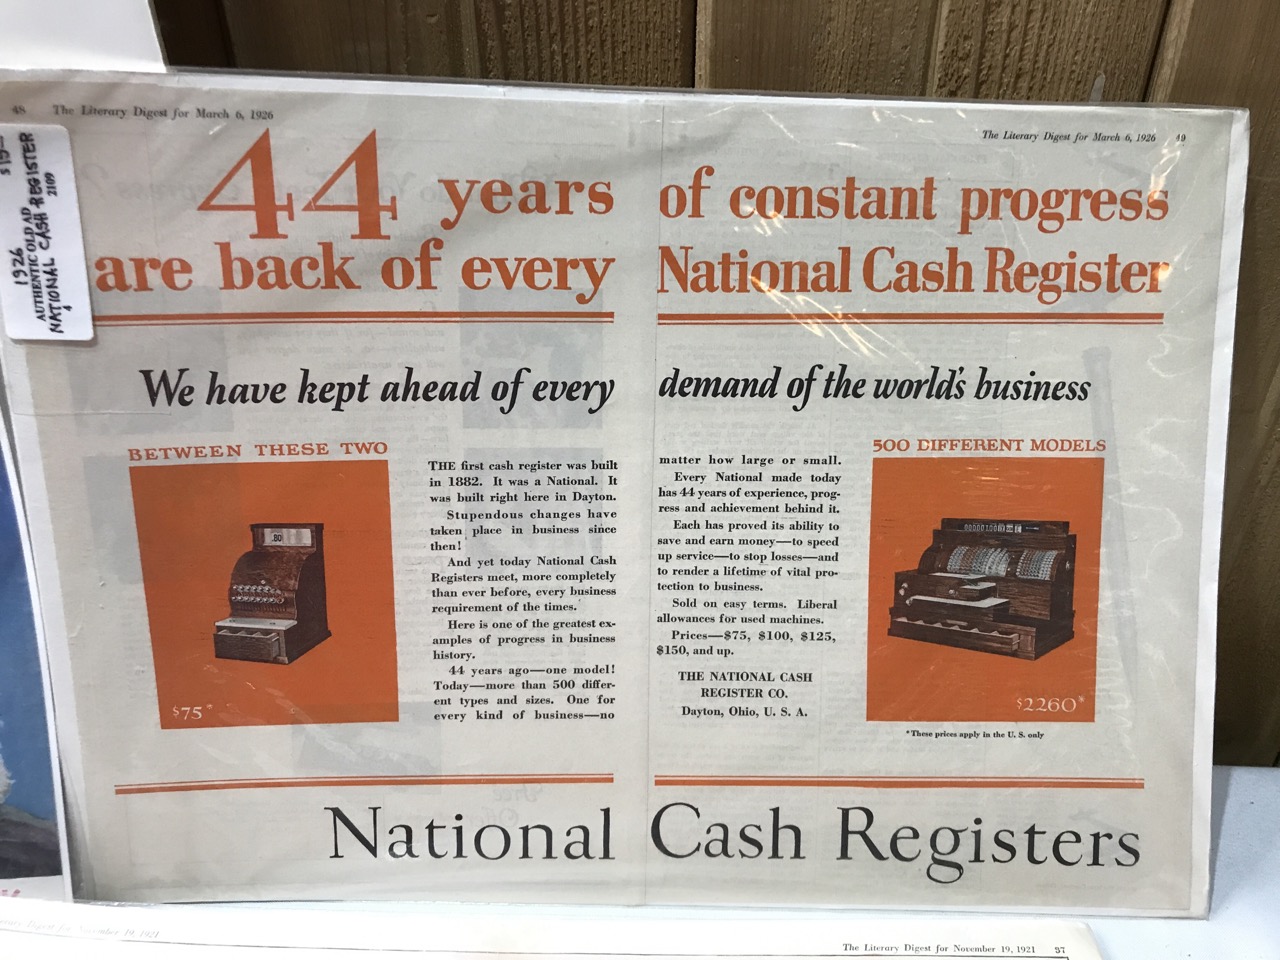 48 The Literary Digest for March 6, 1926
The Literary Digest for March 6, 1926 49
1926
AUTHENTIC OLD AD
NATIONAL CASH REGISTER
4 2109
44 years of constant progress
are back of every National Cash Register
We have kept ahead of every demand of the world's business
BETWEEN THESE TWO
.80
$75*
THE first cash register was built
in 1882. It was a National. It
was built right here in Dayton.
Stupendous changes have
taken place in business since
then!
And yet today National Cash
Registers meet, more completely
than ever before, every business
requirement of the times.
Here is one of the greatest ex-
amples of progress in business
history.
44 years ago—one model!
Today—more than 500 differ-
ent types and sizes. One for
every kind of business—no
matter how large or small.
Every National made today
has 44 years of experience, prog-
ress and achievement behind it.
Each has proved its ability to
save and earn money—to speed
up service—to stop losses—and
to render a lifetime of vital pro-
tection to business.
Sold on easy terms. Liberal
allowances for used machines.
Prices—$75, $100, $125,
$150, and up.
THE NATIONAL CASH
REGISTER CO.
Dayton, Ohio, U. S. A.
500 DIFFERENT MODELS
$2260*
*These prices apply in the U. S. only
National Cash Registers
Digest for November 19, 1921
The Literary Digest for November 19, 1921 37